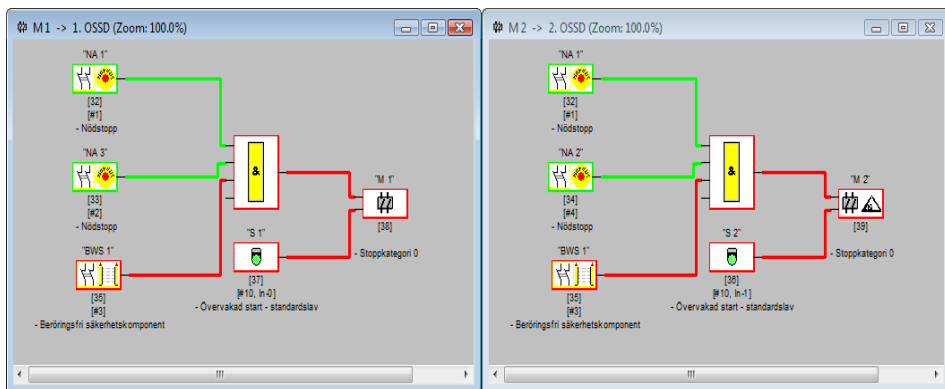 M 1 -> 1. OSSD (Zoom: 100.0%)
"NA 1"
[32]
[#1]
- Nödstopp
"NA 3"
[33]
[#2]
- Nödstopp
&
"M 1"
[38]
- Stoppkategori 0
"BWS 1"
[35]
[#3]
- Beröringsfri säkerhetskomponent
"S 1"
[37]
[#10, In-0]
- Övervakad start - standardslav
M 2 -> 2. OSSD (Zoom: 100.0%)
"NA 1"
[32]
[#1]
- Nödstopp
"NA 2"
[34]
[#4]
- Nödstopp
&
"M 2"
[39]
- Stoppkategori 0
"BWS 1"
[35]
[#3]
- Beröringsfri säkerhetskomponent
"S 2"
[36]
[#10, In-1]
- Övervakad start - standardslav